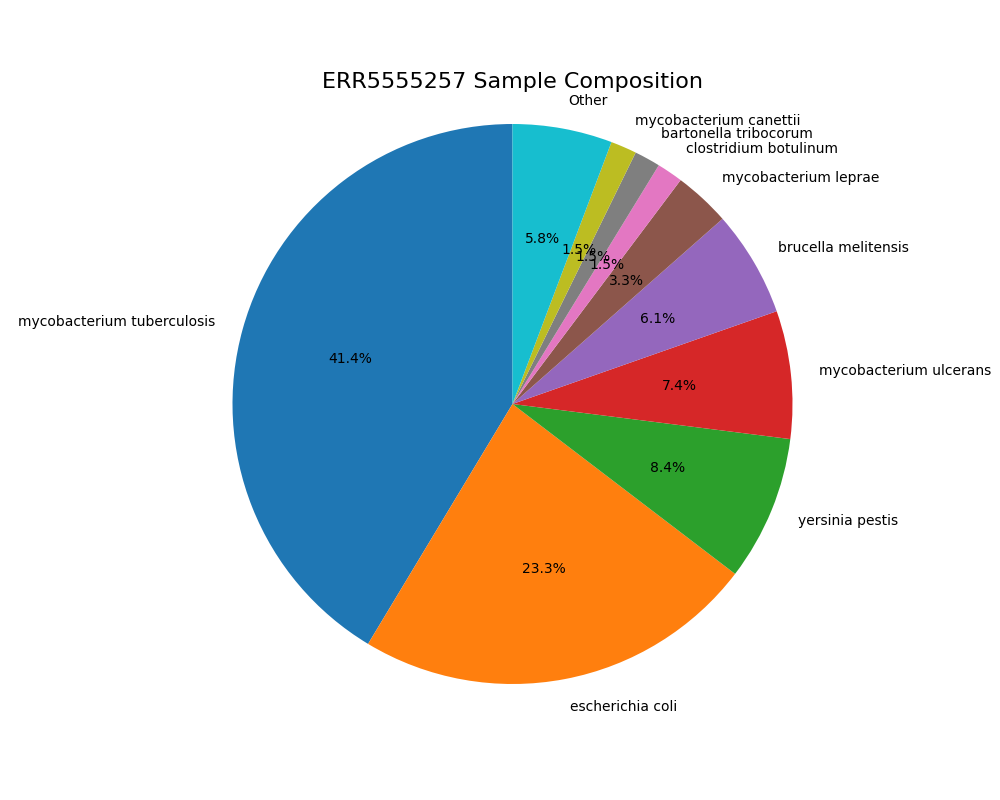 ERR5555257 Sample Composition
Other
mycobacterium canettii
bartonella tribocorum
clostridium botulinum
mycobacterium leprae
brucella melitensis
mycobacterium ulcerans
yersinia pestis
escherichia coli
mycobacterium tuberculosis
5.8%
1.5%
1.5%
1.5%
3.3%
6.1%
7.4%
8.4%
23.3%
41.4%